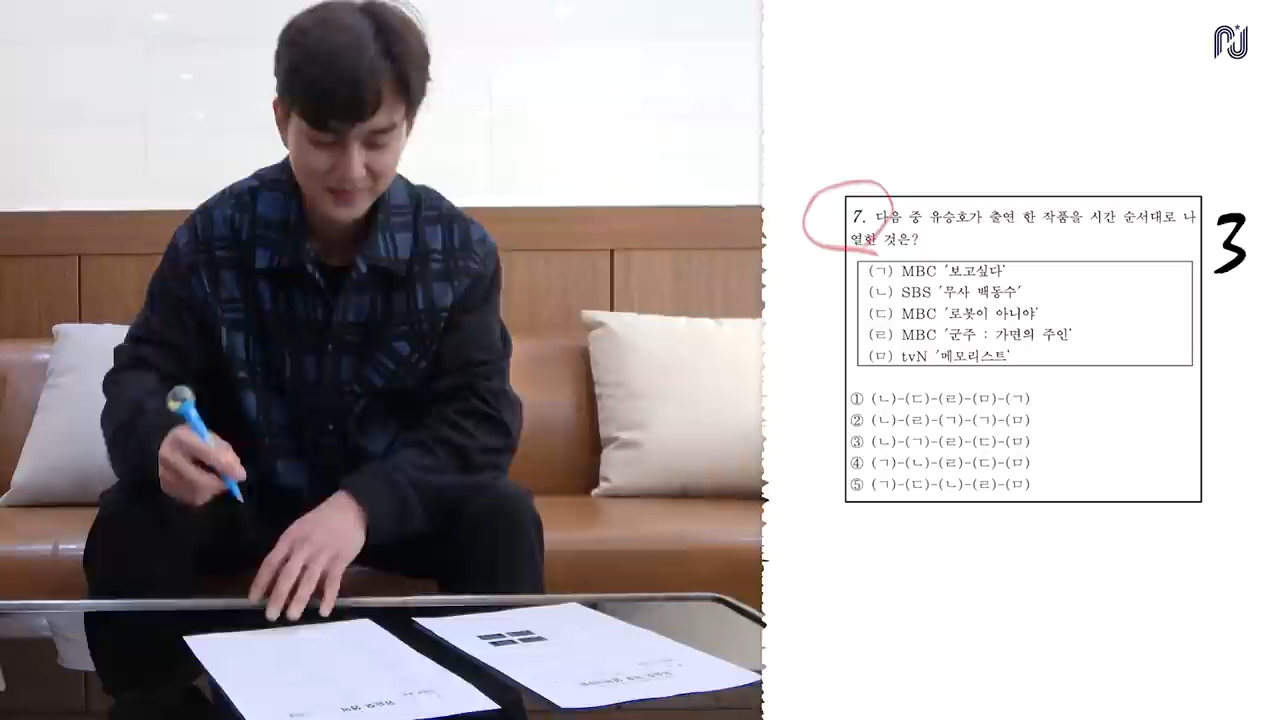 7. 다음 중 유승호가 출연 한 작품을 시간 순서대로 나
열한 것은?
(ㄱ) MBC '보고싶다'
(ㄴ) SBS '무사 백동수'
(ㄷ) MBC '로봇이 아니야'
(ㄹ) MBC '군주 : 가면의 주인'
(ㅁ) tvN '메모리스트'
① (ㄴ)-(ㄷ)-(ㄹ)-(ㅁ)-(ㄱ)
② (ㄴ)-(ㄹ)-(ㄱ)-(ㄱ)-(ㅁ)
③ (ㄴ)-(ㄱ)-(ㄹ)-(ㄷ)-(ㅁ)
④ (ㄱ)-(ㄴ)-(ㄹ)-(ㄷ)-(ㅁ)
⑤ (ㄱ)-(ㄷ)-(ㄴ)-(ㄹ)-(ㅁ)
3